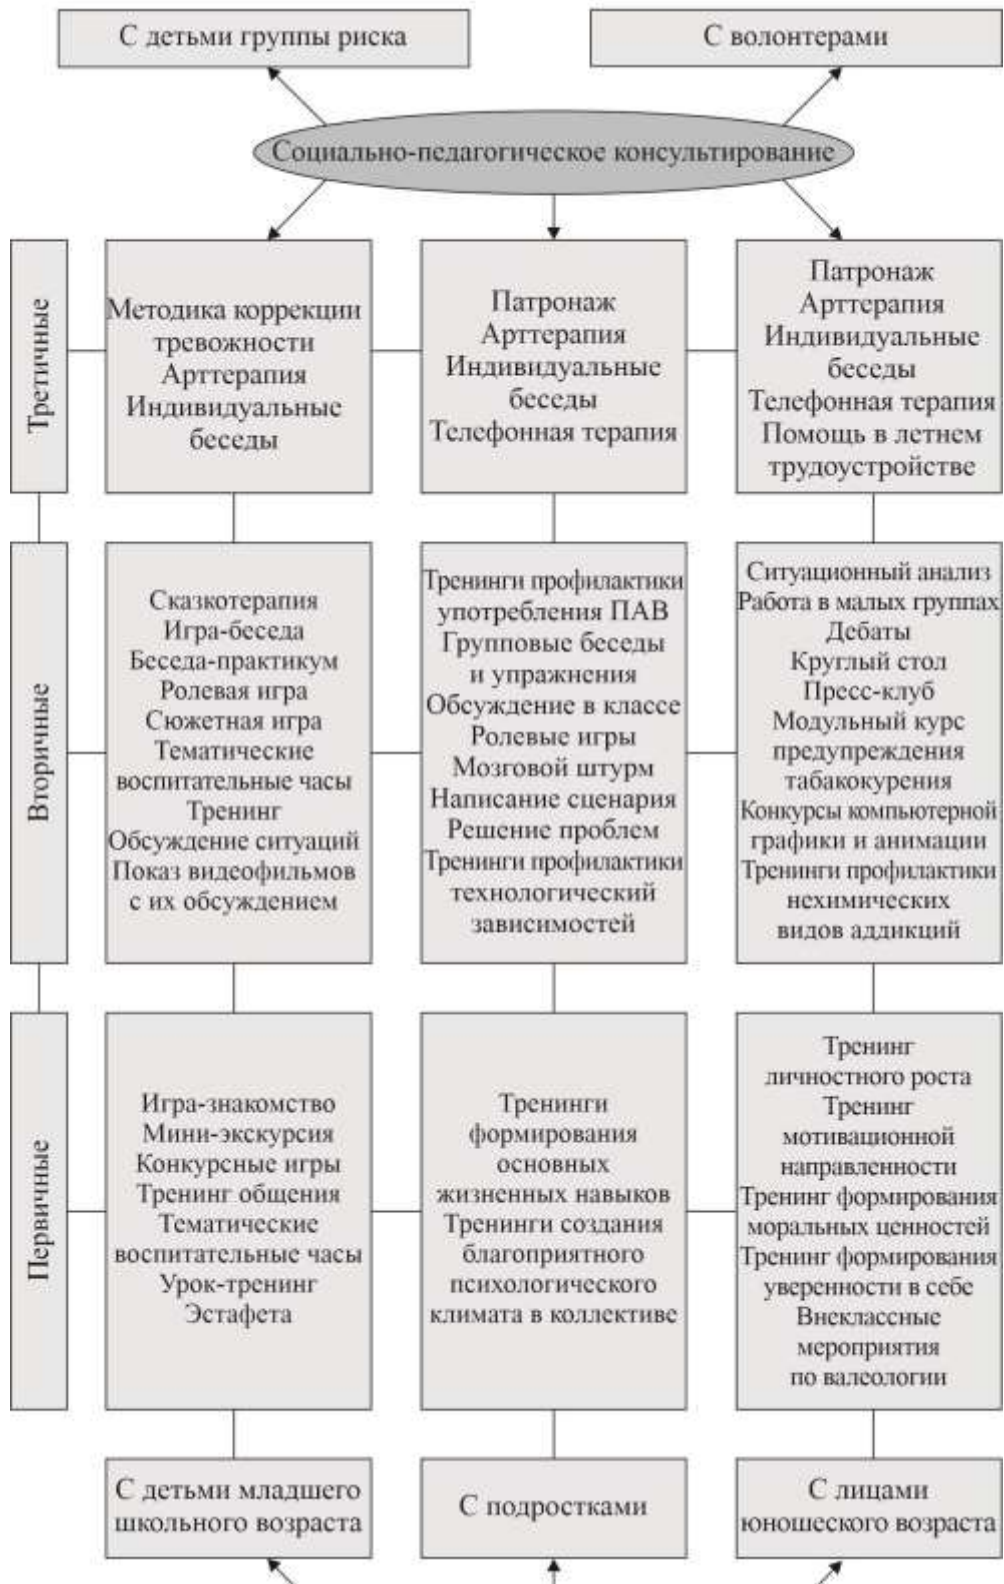 С детьми группы риска
С волонтерами
Социально-педагогическое консультирование
Третичные
Методика коррекции
тревожности
Арттерапия
Индивидуальные
беседы
Патронаж
Арттерапия
Индивидуальные
беседы
Телефонная терапия
Патронаж
Арттерапия
Индивидуальные
беседы
Телефонная терапия
Помощь в летнем
трудоустройстве
Вторичные
Сказкотерапия
Игра-беседа
Беседа-практикум
Ролевая игра
Сюжетная игра
Тематические
воспитательные часы
Тренинг
Обсуждение ситуаций
Показ видеофильмов
с их обсуждением
Тренинги профилактики
употребления ПАВ
Групповые беседы
и упражнения
Обсуждение в классе
Ролевые игры
Мозговой штурм
Написание сценария
Решение проблем
Тренинги профилактики
технологический
зависимостей
Ситуационный анализ
Работа в малых группах
Дебаты
Круглый стол
Пресс-клуб
Модульный курс
предупреждения
табакокурения
Конкурсы компьютерной
графики и анимации
Тренинги профилактики
нехимических
видов аддикций
Первичные
Игра-знакомство
Мини-экскурсия
Конкурсные игры
Тренинг общения
Тематические
воспитательные часы
Урок-тренинг
Эстафета
Тренинги
формирования
основных
жизненных навыков
Тренинги создания
благоприятного
психологического
климата в коллективе
Тренинг
личностного роста
Тренинг
мотивационной
направленности
Тренинг формирования
моральных ценностей
Тренинг формирования
уверенности в себе
Внеклассные
мероприятия
по валеологии
С детьми младшего
школьного возраста
С подростками
С лицами
юношеского возраста